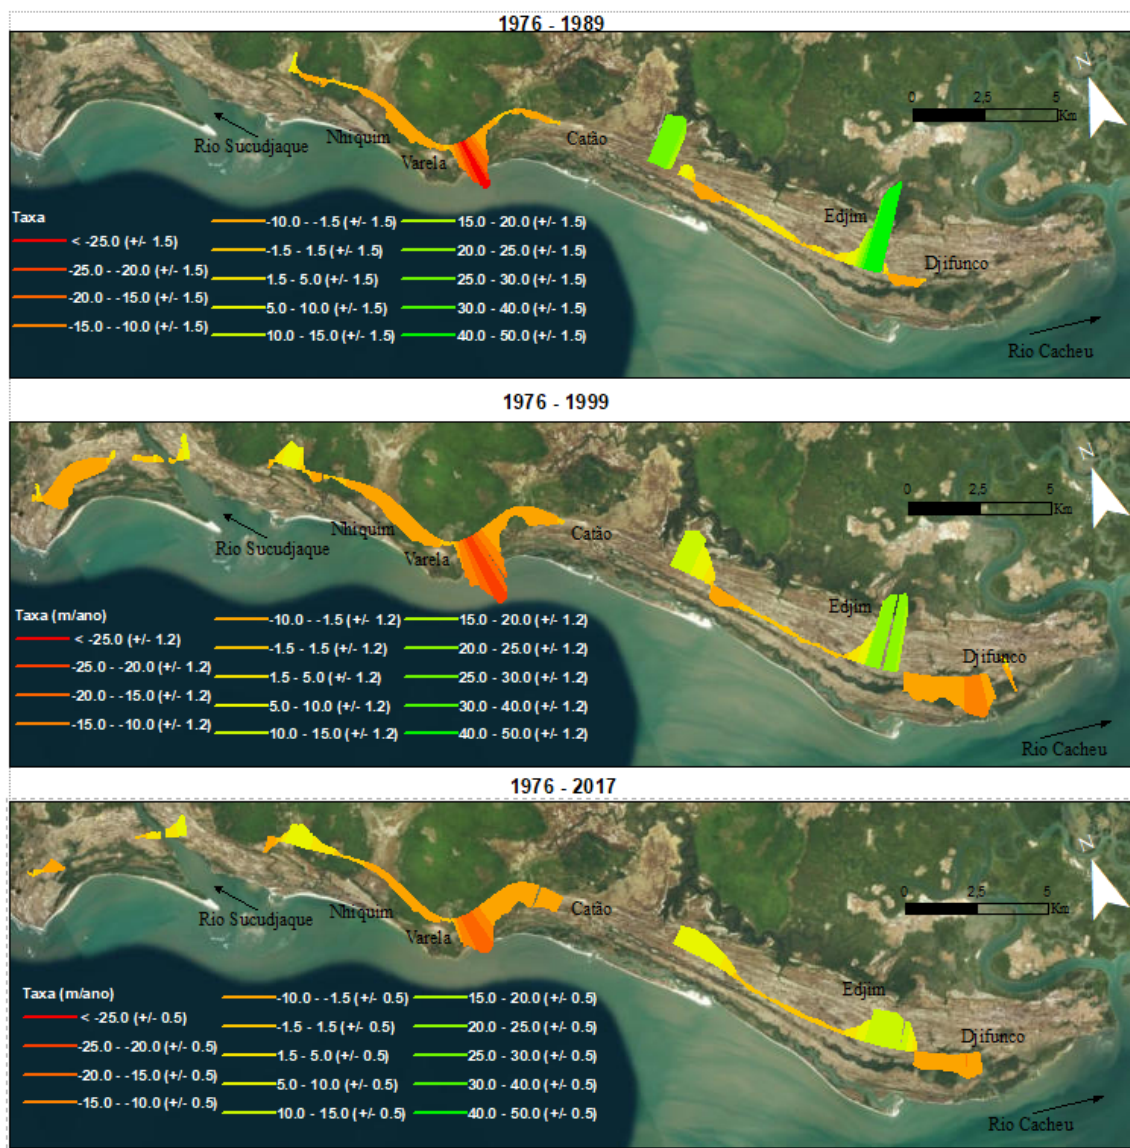 1976 - 1989
N
0 2,5 5
Km
Rio Sucudjaque
Nhiquim
Varela
Catão
Edjim
Djifunco
Rio Cacheu
Taxa
< -25.0 (+/- 1.5)
-25.0 - -20.0 (+/- 1.5)
-20.0 - -15.0 (+/- 1.5)
-15.0 - -10.0 (+/- 1.5)
-10.0 - -1.5 (+/- 1.5)
-1.5 - 1.5 (+/- 1.5)
1.5 - 5.0 (+/- 1.5)
5.0 - 10.0 (+/- 1.5)
10.0 - 15.0 (+/- 1.5)
15.0 - 20.0 (+/- 1.5)
20.0 - 25.0 (+/- 1.5)
25.0 - 30.0 (+/- 1.5)
30.0 - 40.0 (+/- 1.5)
40.0 - 50.0 (+/- 1.5)
1976 - 1999
N
0 2,5 5
Km
Rio Sucudjaque
Nhiquim
Varela
Catão
Edjim
Djifunco
Rio Cacheu
Taxa (m/ano)
< -25.0 (+/- 1.2)
-25.0 - -20.0 (+/- 1.2)
-20.0 - -15.0 (+/- 1.2)
-15.0 - -10.0 (+/- 1.2)
-10.0 - -1.5 (+/- 1.2)
-1.5 - 1.5 (+/- 1.2)
1.5 - 5.0 (+/- 1.2)
5.0 - 10.0 (+/- 1.2)
10.0 - 15.0 (+/- 1.2)
15.0 - 20.0 (+/- 1.2)
20.0 - 25.0 (+/- 1.2)
25.0 - 30.0 (+/- 1.2)
30.0 - 40.0 (+/- 1.2)
40.0 - 50.0 (+/- 1.2)
1976 - 2017
N
0 2,5 5
Km
Rio Sucudjaque
Nhiquim
Varela
Catão
Edjim
Djifunco
Rio Cacheu
Taxa (m/ano)
< -25.0 (+/- 0.5)
-25.0 - -20.0 (+/- 0.5)
-20.0 - -15.0 (+/- 0.5)
-15.0 - -10.0 (+/- 0.5)
-10.0 - -1.5 (+/- 0.5)
-1.5 - 1.5 (+/- 0.5)
1.5 - 5.0 (+/- 0.5)
5.0 - 10.0 (+/- 0.5)
10.0 - 15.0 (+/- 0.5)
15.0 - 20.0 (+/- 0.5)
20.0 - 25.0 (+/- 0.5)
25.0 - 30.0 (+/- 0.5)
30.0 - 40.0 (+/- 0.5)
40.0 - 50.0 (+/- 0.5)